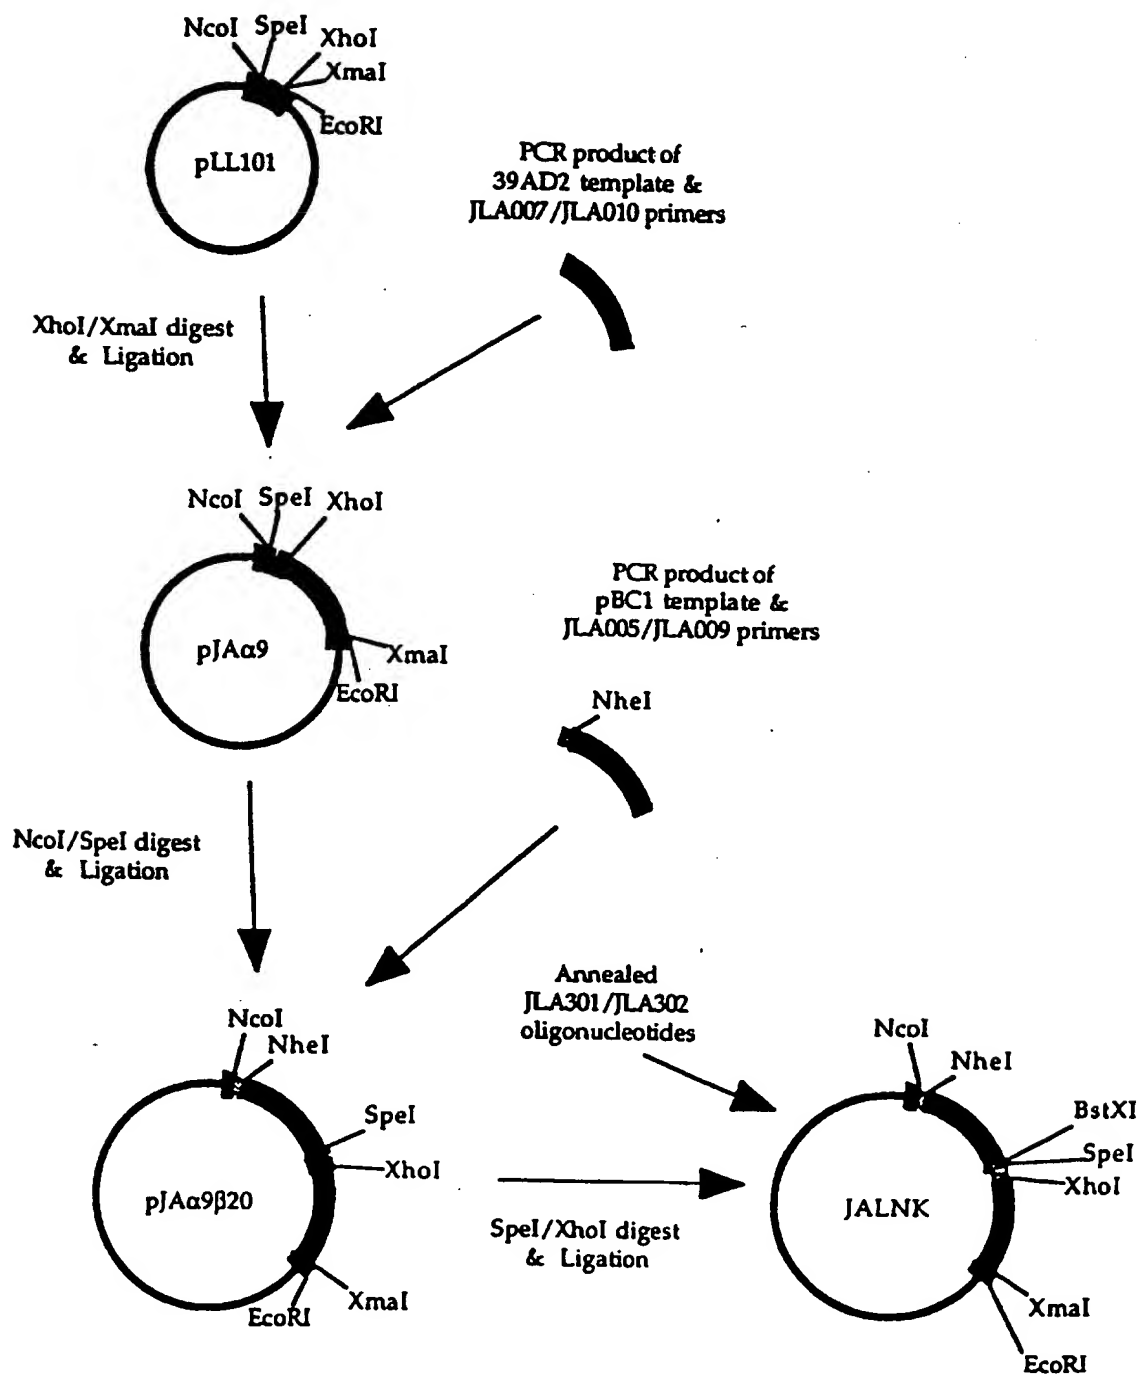 NcoI
SpeI
XhoI
XmaI
EcoRI
pLL101
PCR product of
39AD2 template &
JLA007/JLA010 primers
XhoI/XmaI digest
& Ligation
NcoI
SpeI
XhoI
pJAα9
XmaI
EcoRI
PCR product of
pBC1 template &
JLA005/JLA009 primers
NheI
NcoI/SpeI digest
& Ligation
NcoI
NheI
SpeI
XhoI
pJAα9β20
XmaI
EcoRI
Annealed
JLA301/JLA302
oligonucleotides
SpeI/XhoI digest
& Ligation
NcoI
NheI
BstXI
SpeI
XhoI
JALNK
XmaI
EcoRI